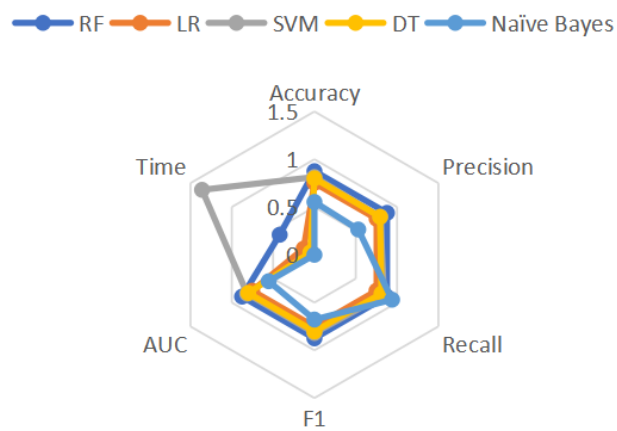 RF LR SVM DT Naïve Bayes
Accuracy
1.5
Time
1
Precision
0.5
0
AUC
Recall
F1